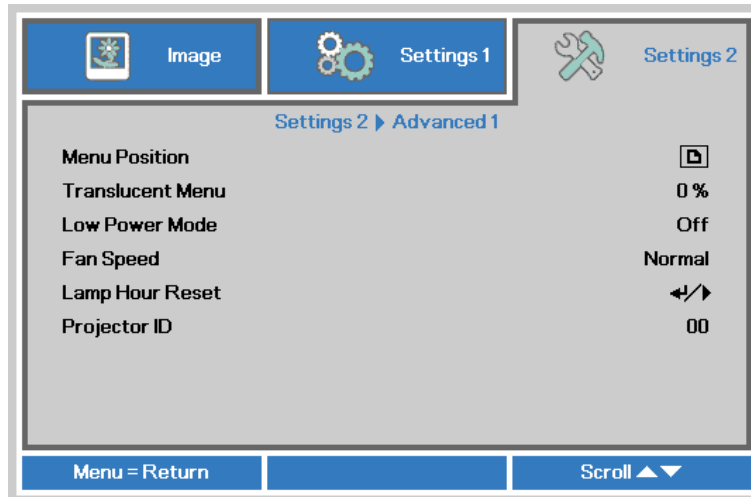 Image
Settings 1
Settings 2
Settings 2 ▶ Advanced 1
Menu Position
Translucent Menu 0 %
Low Power Mode Off
Fan Speed Normal
Lamp Hour Reset ↵/▶
Projector ID 00
Menu = Return
Scroll ▲▼